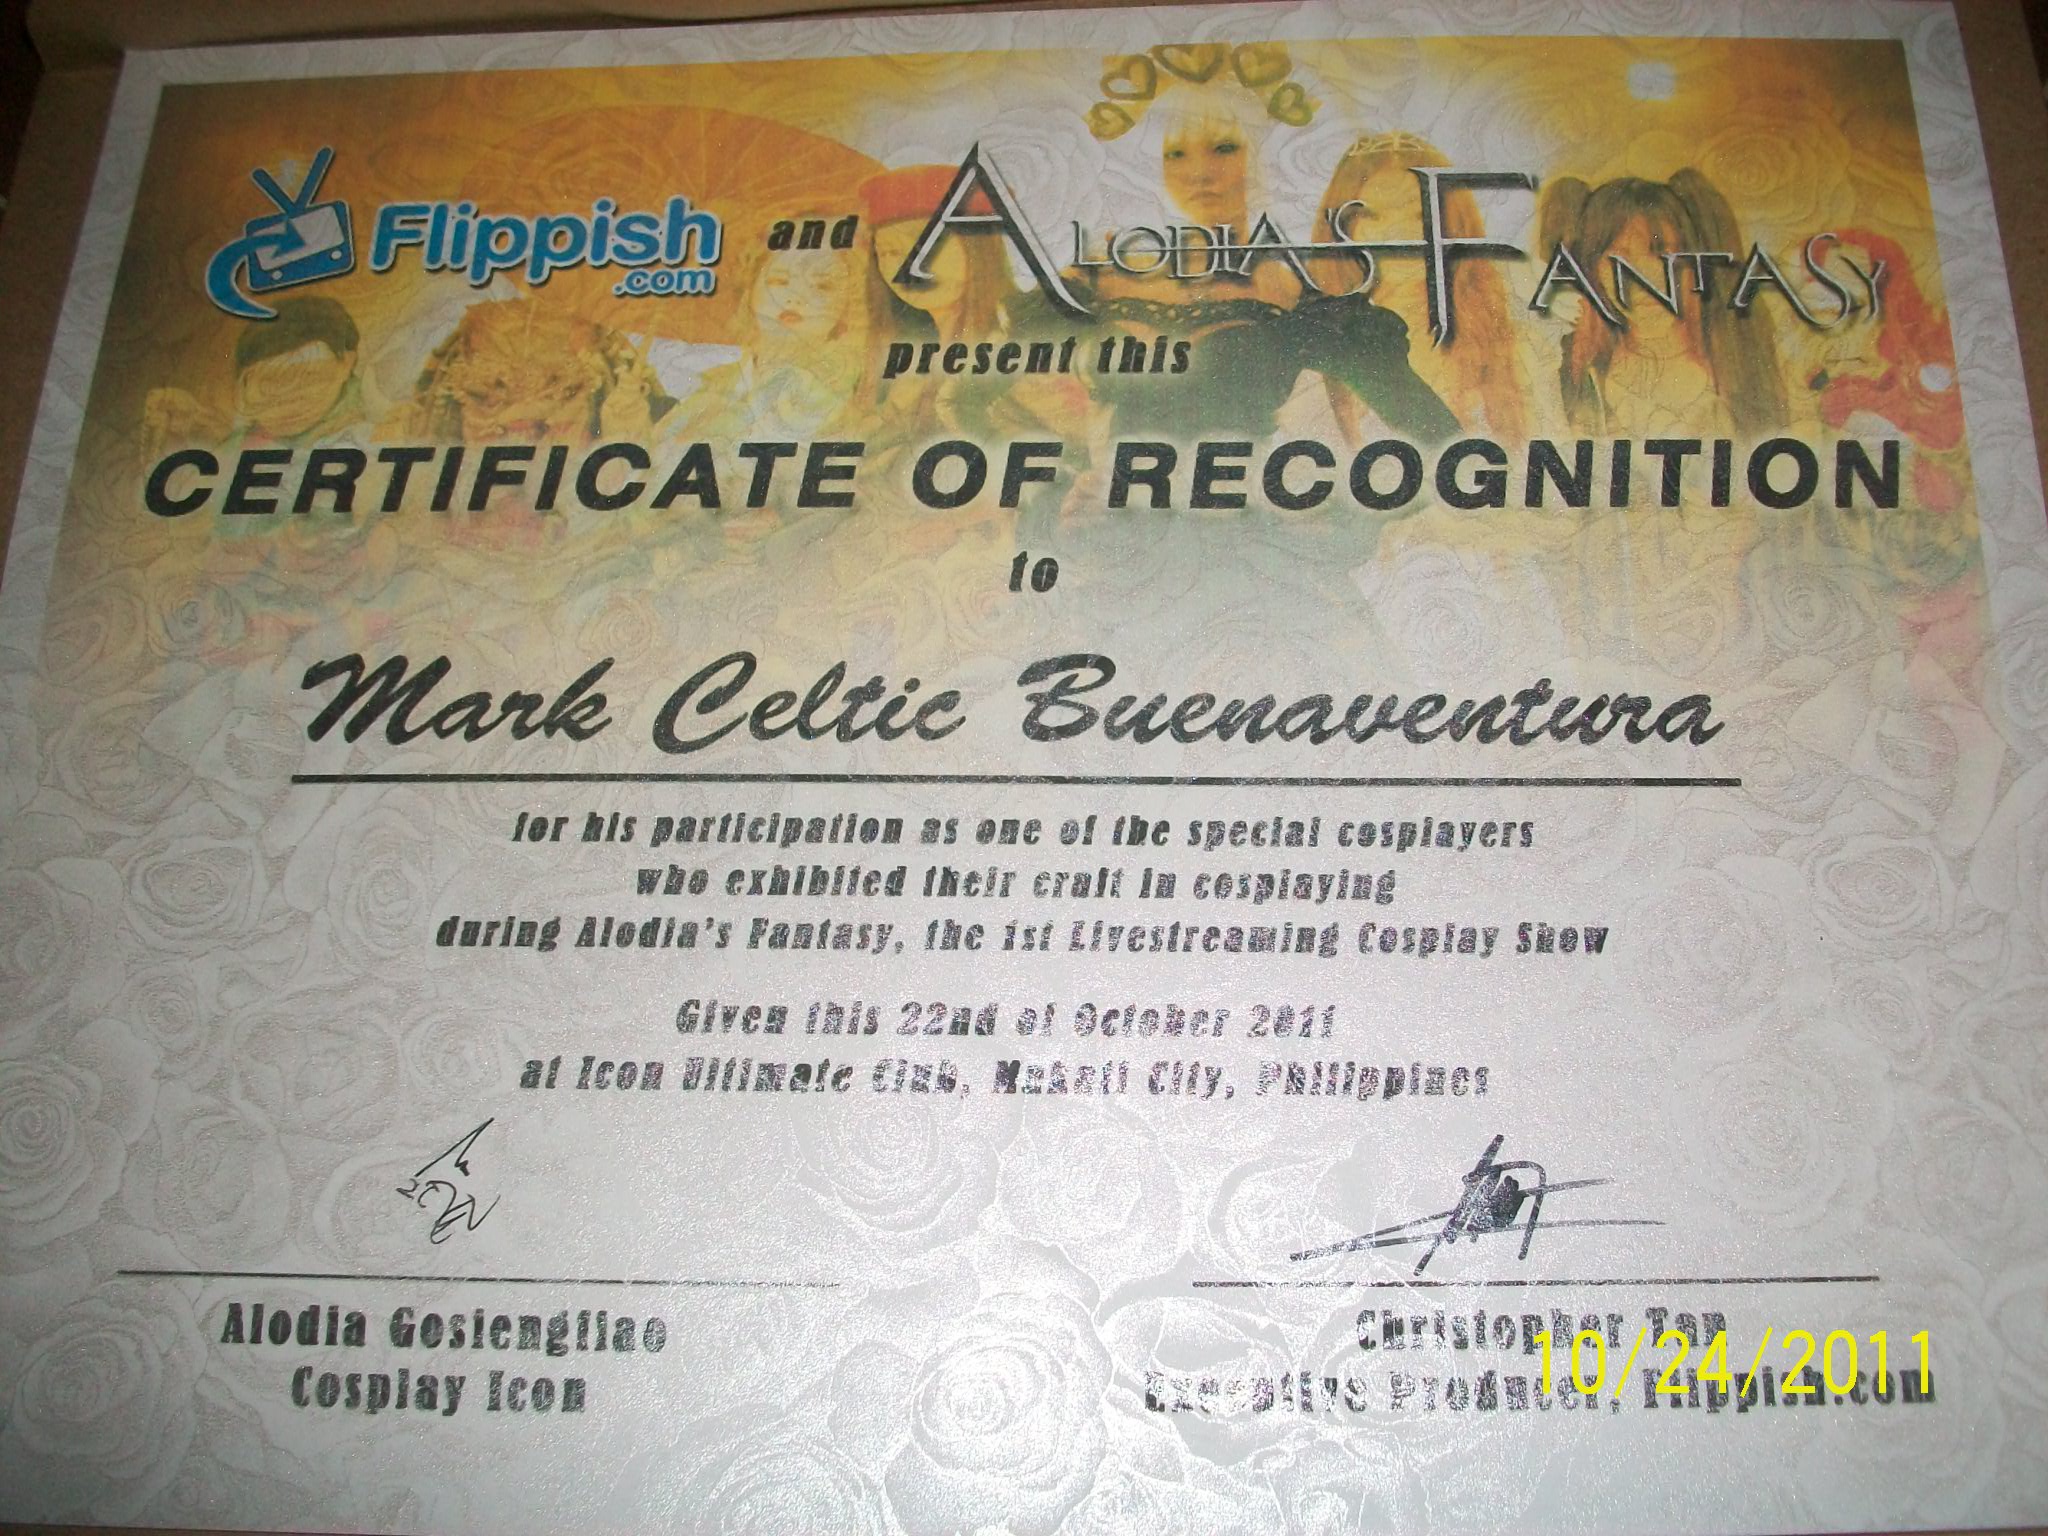 Flippish .com and Alodia's Fantasy
present this
CERTIFICATE OF RECOGNITION
to
Mark Celtic Buenaventura
for his participation as one of the special cosplayers
who exhibited their craft in cosplaying
during Alodia's Fantasy, the 1st Livestreaming Cosplay Show
Given this 22nd of October 2011
at Icon Ultimate Club, Makati City, Philippines
Alodia Gosiengfiao
Cosplay Icon
Christopher Tan
Executive Producer, Flippish.com
10/24/2011